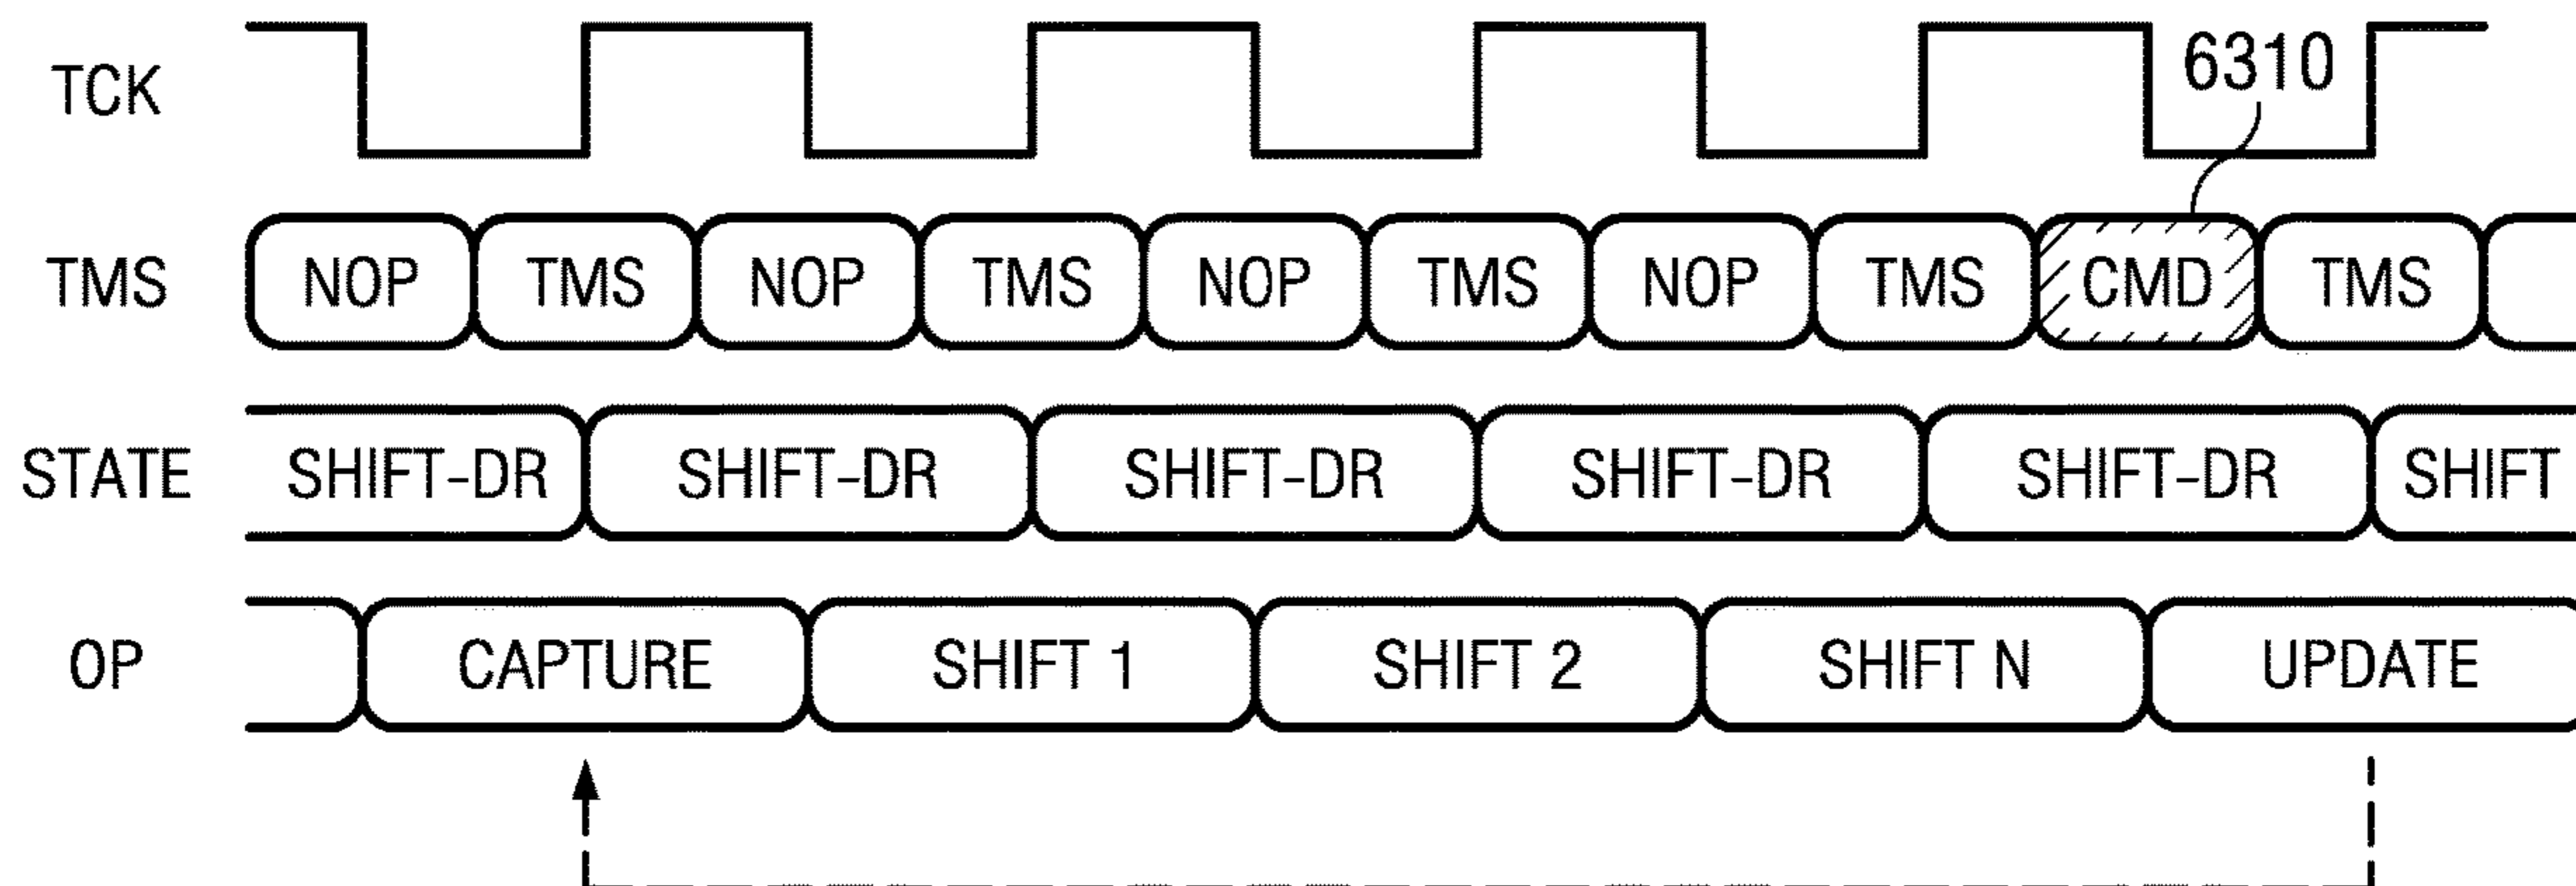 TCK 6310
TMS NOP TMS NOP TMS NOP TMS NOP TMS CMD TMS
STATE SHIFT-DR SHIFT-DR SHIFT-DR SHIFT-DR SHIFT-DR SHIFT
OP CAPTURE SHIFT 1 SHIFT 2 SHIFT N UPDATE